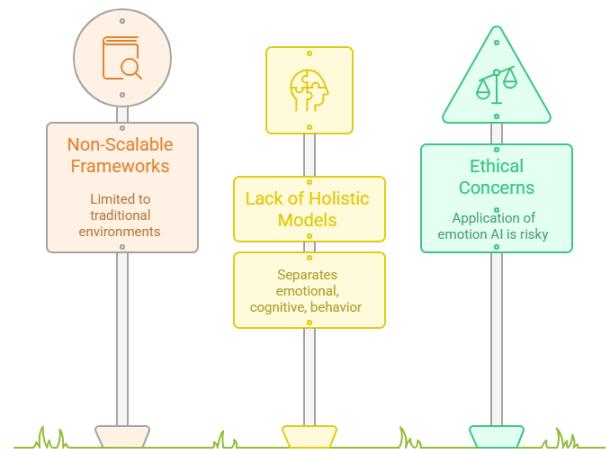 Non-Scalable
Frameworks
Limited to
traditional
environments
Lack of Holistic
Models
Separates
emotional,
cognitive, behavior
Ethical
Concerns
Application of
emotion AI is risky